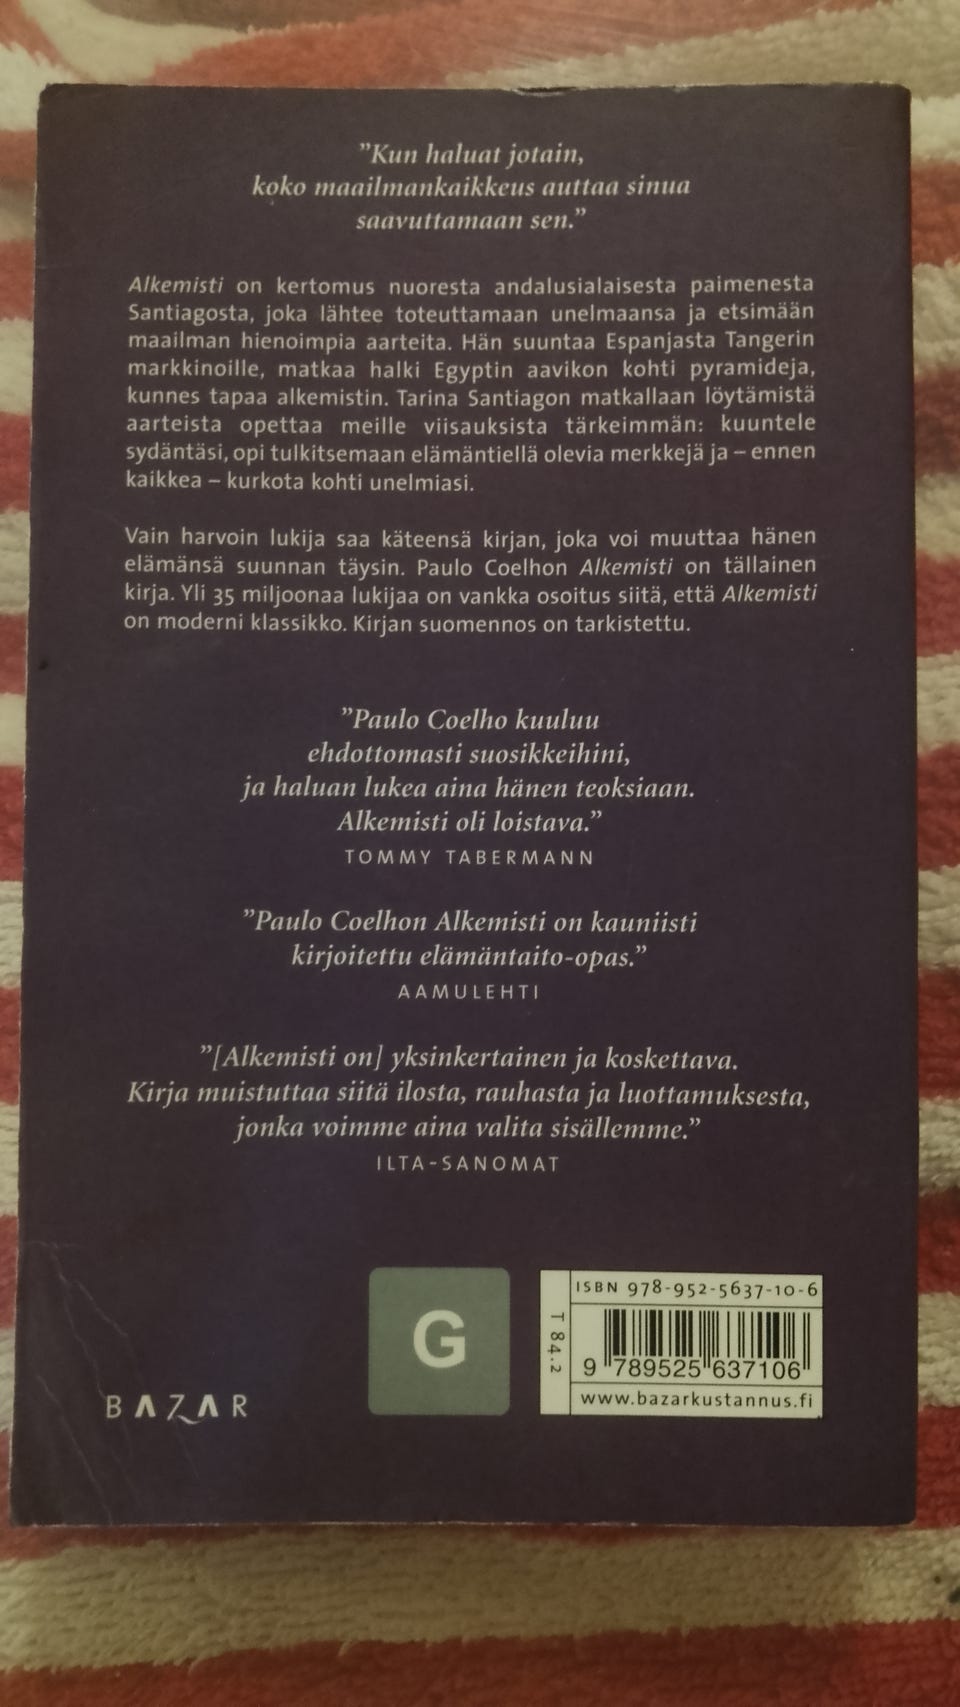 ”Kun haluat jotain,
koko maailmankaikkeus auttaa sinua
saavuttamaan sen.”
Alkemisti on kertomus nuoresta andalusialaisesta paimenesta
Santiagosta, joka lähtee toteuttamaan unelmaansa ja etsimään
maailman hienoimpia aarteita. Hän suuntaa Espanjasta Tangerin
markkinoille, matkaa halki Egyptin aavikon kohti pyramideja,
kunnes tapaa alkemistin. Tarina Santiagon matkallaan löytämistä
aarteista opettaa meille viisauksista tärkeimmän: kuuntele
sydäntäsi, opi tulkitsemaan elämäntiellä olevia merkkejä ja – ennen
kaikkea – kurkota kohti unelmiasi.
Vain harvoin lukija saa käteensä kirjan, joka voi muuttaa hänen
elämänsä suunnan täysin. Paulo Coelhon Alkemisti on tällainen
kirja. Yli 35 miljoonaa lukijaa on vankka osoitus siitä, että Alkemisti
on moderni klassikko. Kirjan suomennos on tarkistettu.
”Paulo Coelho kuuluu
ehdottomasti suosikkeihini,
ja haluan lukea aina hänen teoksiaan.
Alkemisti oli loistava.”
TOMMY TABERMANN
”Paulo Coelhon Alkemisti on kauniisti
kirjoitettu elämäntaito-opas.”
AAMULEHTI
”[Alkemisti on] yksinkertainen ja koskettava.
Kirja muistuttaa siitä ilosta, rauhasta ja luottamuksesta,
jonka voimme aina valita sisällemme.”
ILTA-SANOMAT
BAZAR
G
T 84.2
ISBN 978-952-5637-10-6
9 789525 637106
www.bazarkustannus.fi